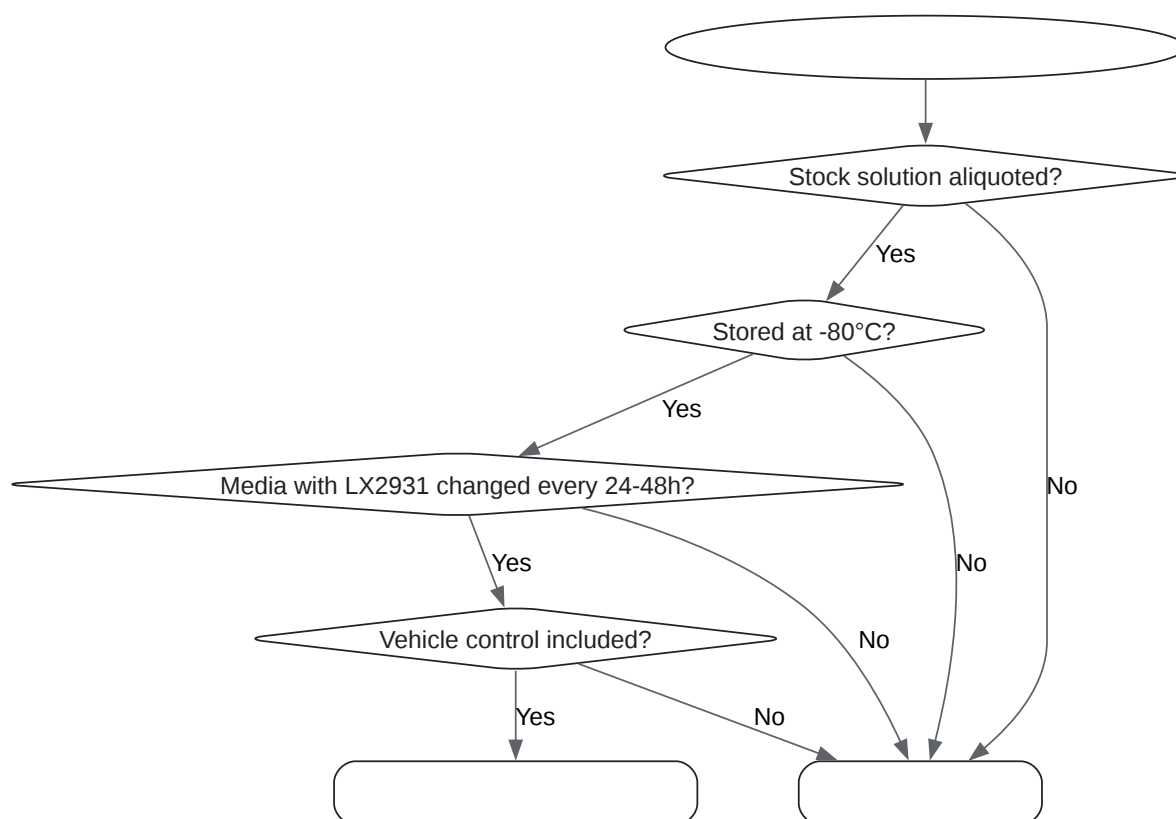 Stock solution aliquoted?
Yes
Stored at -80°C?
Yes
No
Media with LX2931 changed every 24-48h?
Yes
No
No
Vehicle control included?
Yes
No